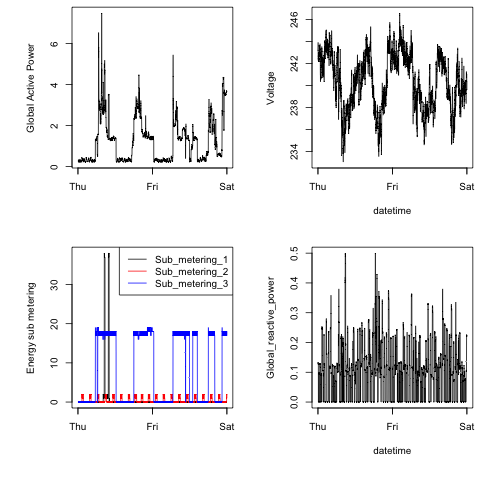 Global Active Power
0 2 4 6
Thu Fri Sat
Voltage
234 238 242 246
Thu Fri Sat
datetime
Energy sub metering
0 10 20 30
Sub_metering_1
Sub_metering_2
Sub_metering_3
Thu Fri Sat
Global_reactive_power
0.0 0.1 0.2 0.3 0.4 0.5
Thu Fri Sat
datetime